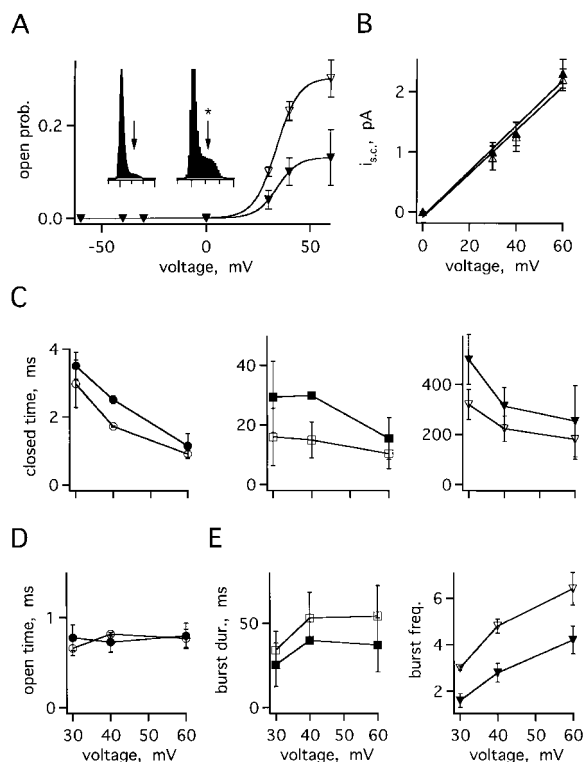 A
B
open prob.
0.2
0.0
*
-50
0
50
voltage, mV
i s.c., pA
2
1
0
0
20
40
60
voltage, mV
C
closed time, ms
4
2
0
40
20
0
400
200
0
D
E
open time, ms
1
0
30
40
50
60
voltage, mV
burst dur., ms
50
0
30
40
50
60
voltage, mV
burst freq.
6
4
2
30
40
50
60
voltage, mV